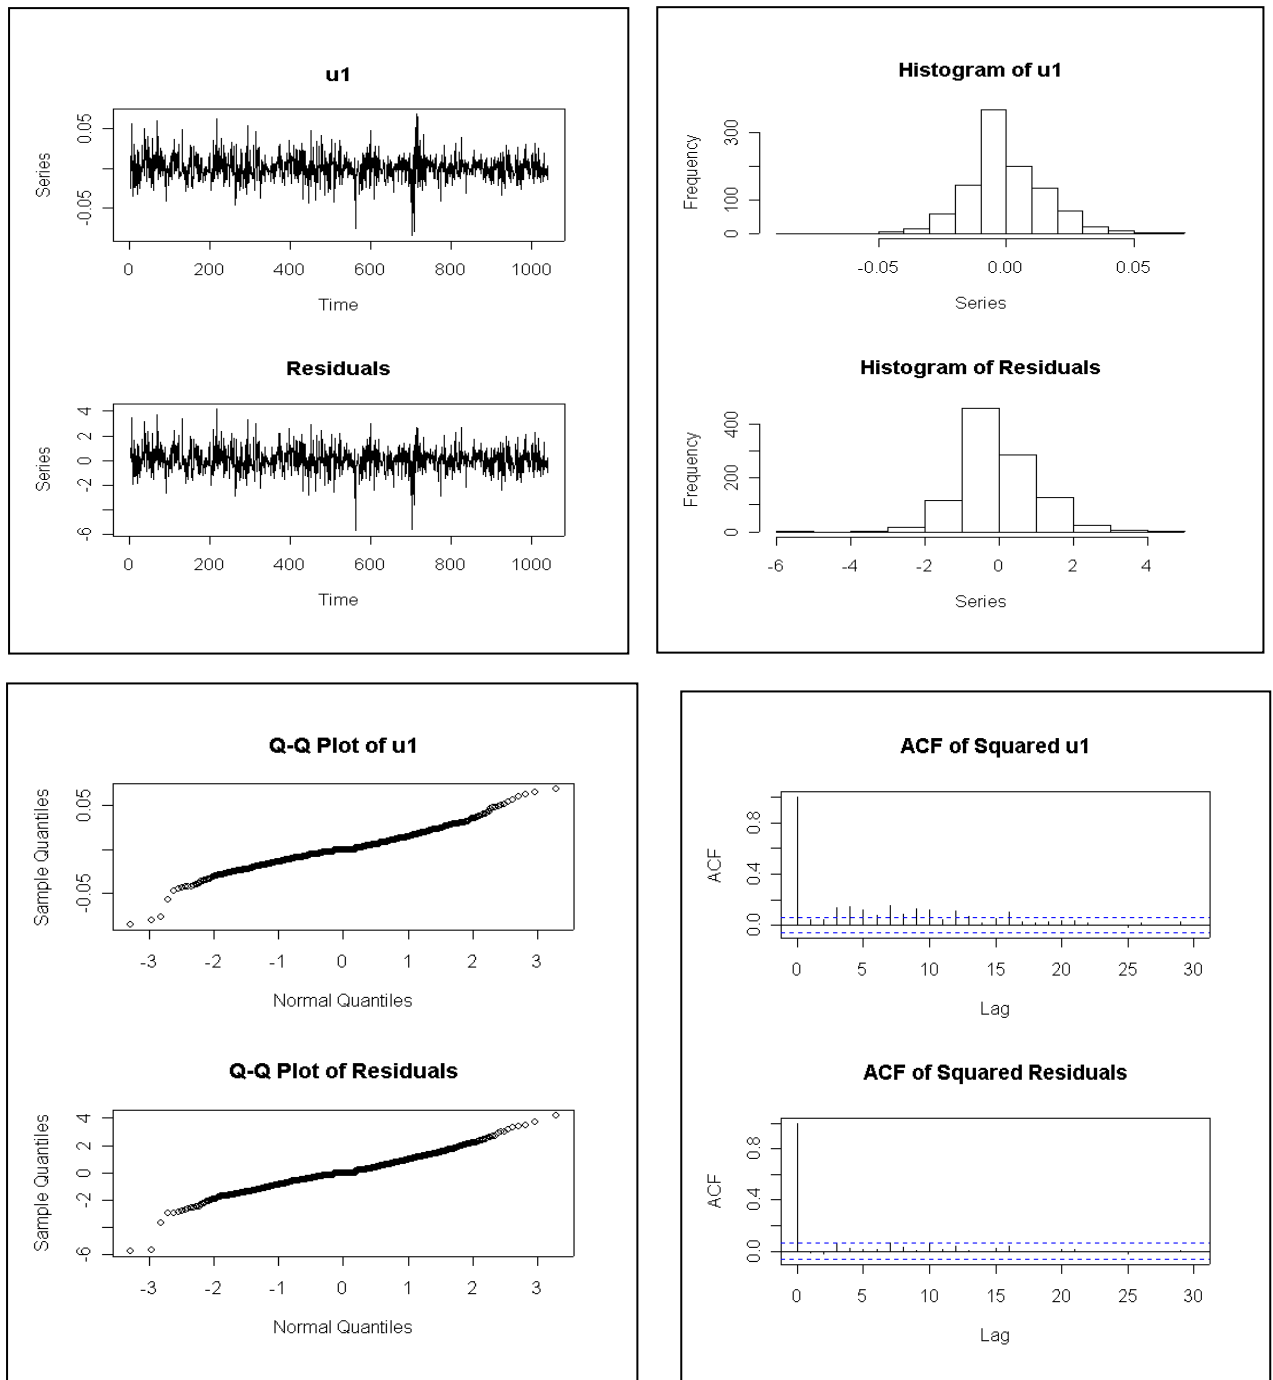 u1
Series
0.05
-0.05
0 200 400 600 800 1000
Time
Residuals
Series
4
2
0
-2
-6
0 200 400 600 800 1000
Time
Histogram of u1
Frequency
300
100
0
-0.05 0.00 0.05
Series
Histogram of Residuals
Frequency
400
200
0
-6 -4 -2 0 2 4
Series
Q-Q Plot of u1
Sample Quantiles
0.05
-0.05
-3 -2 -1 0 1 2 3
Normal Quantiles
Q-Q Plot of Residuals
Sample Quantiles
4
2
0
-2
-6
-3 -2 -1 0 1 2 3
Normal Quantiles
ACF of Squared u1
ACF
0.8
0.4
0.0
0 5 10 15 20 25 30
Lag
ACF of Squared Residuals
ACF
0.8
0.4
0.0
0 5 10 15 20 25 30
Lag